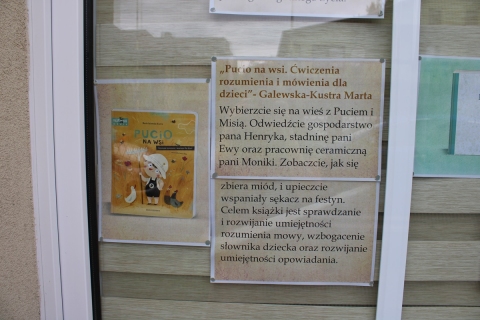 „Pucio na wsi. Ćwiczenia
rozumienia i mówienia dla
dzieci"- Galewska-Kustra Marta
Wybierzcie się na wieś z Puciem i
Misią. Odwiedźcie gospodarstwo
pana Henryka, stadninę pani
Ewy oraz pracownię ceramiczną
pani Moniki. Zobaczcie, jak się
zbiera miód, i upieczcie
wspaniały sękacz na festyn.
Celem książki jest sprawdzanie
i rozwijanie umiejętności
rozumienia mowy, wzbogacenie
słownika dziecka oraz rozwijanie
umiejętności opowiadania.
PUCIO
NA WSI